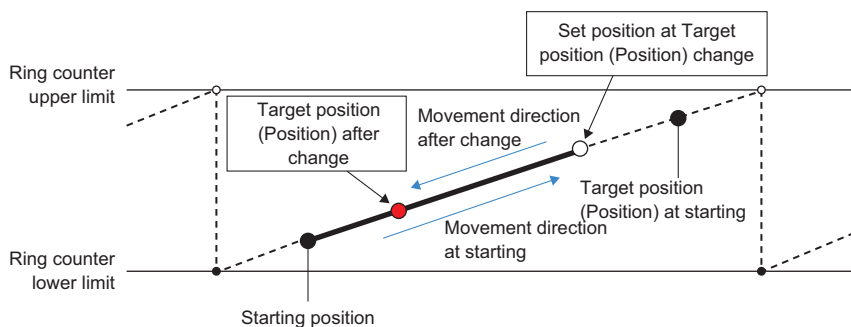 Set position at Target
position (Position) change
Ring counter
upper limit
Target position
(Position) after
change
Movement direction
after change
Target position
(Position) at starting
Movement direction
at starting
Ring counter
lower limit
Starting position